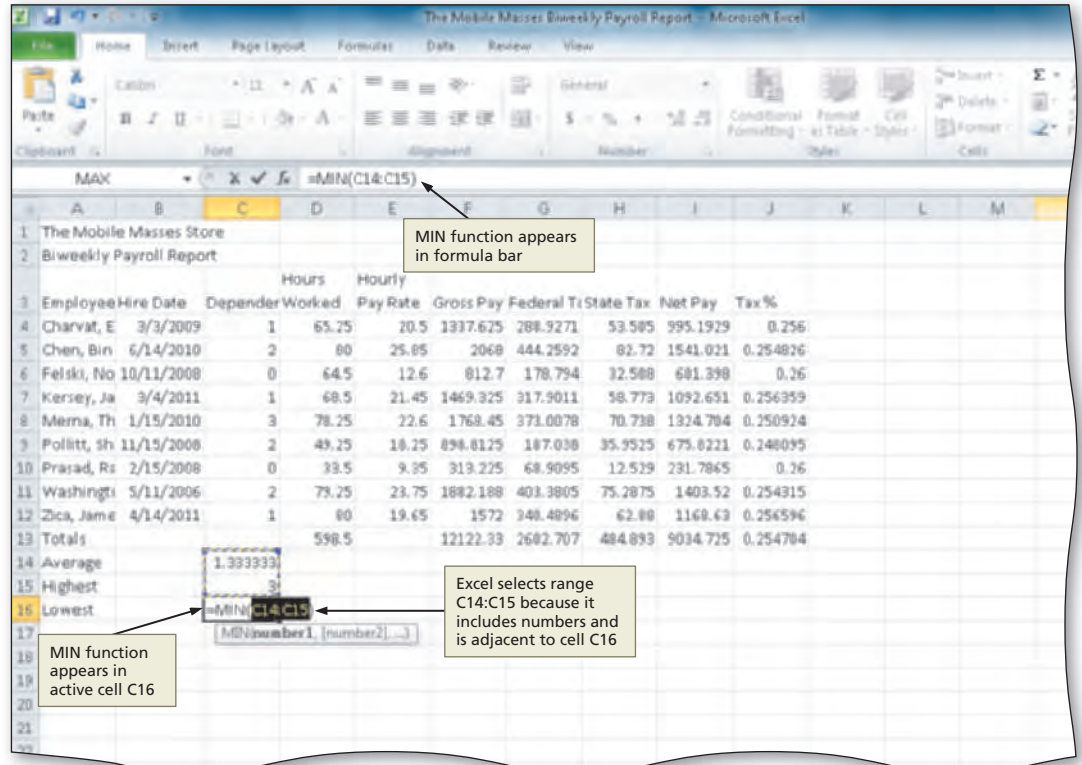 The Mobile Masses Biweekly Payroll Report - Microsoft Excel
File Home Insert Page Layout Formulas Data Review View
Calibri 11 A A General Insert Σ
Paste B I U A $ % Conditional Format Cell Delete
Formatting as Table Styles Format
Clipboard Font Alignment Number Styles Cells
MAX fx =MIN(C14:C15)
A B C D E F G H I J K L M
1 The Mobile Masses Store
2 Biweekly Payroll Report
MIN function appears
in formula bar
Hours Hourly
3 Employee Hire Date Depender Worked Pay Rate Gross Pay Federal Ta State Tax Net Pay Tax %
4 Charvat, E 3/3/2009 1 65.25 20.5 1337.625 288.9271 53.505 995.1929 0.256
5 Chen, Bin 6/14/2010 2 80 25.85 2068 444.2592 82.72 1541.021 0.254826
6 Felski, No 10/11/2008 0 64.5 12.6 812.7 178.794 32.508 601.398 0.26
7 Kersey, Ja 3/4/2011 1 68.5 21.45 1469.325 317.9011 58.773 1092.651 0.256359
8 Merna, Th 1/15/2010 3 78.25 22.6 1768.45 373.0078 70.738 1324.704 0.250924
9 Pollitt, Sh 11/15/2008 2 49.25 18.25 898.8125 187.038 35.9525 675.8221 0.248095
10 Prasad, Ra 2/15/2008 0 33.5 9.35 313.225 68.9095 12.529 231.7865 0.26
11 Washingt 5/11/2006 2 79.25 23.75 1882.188 403.3805 75.2875 1403.52 0.254315
12 Zica, Jame 4/14/2011 1 80 19.65 1572 340.4896 62.88 1168.63 0.256596
13 Totals 598.5 12122.33 2602.707 484.893 9034.725 0.254704
14 Average 1.333333
15 Highest 3
16 Lowest =MIN(C14:C15)
Excel selects range
C14:C15 because it
includes numbers and
is adjacent to cell C16
17 MIN(number1, [number2], ...)
MIN function
appears in
active cell C16
18
19
20
21
22